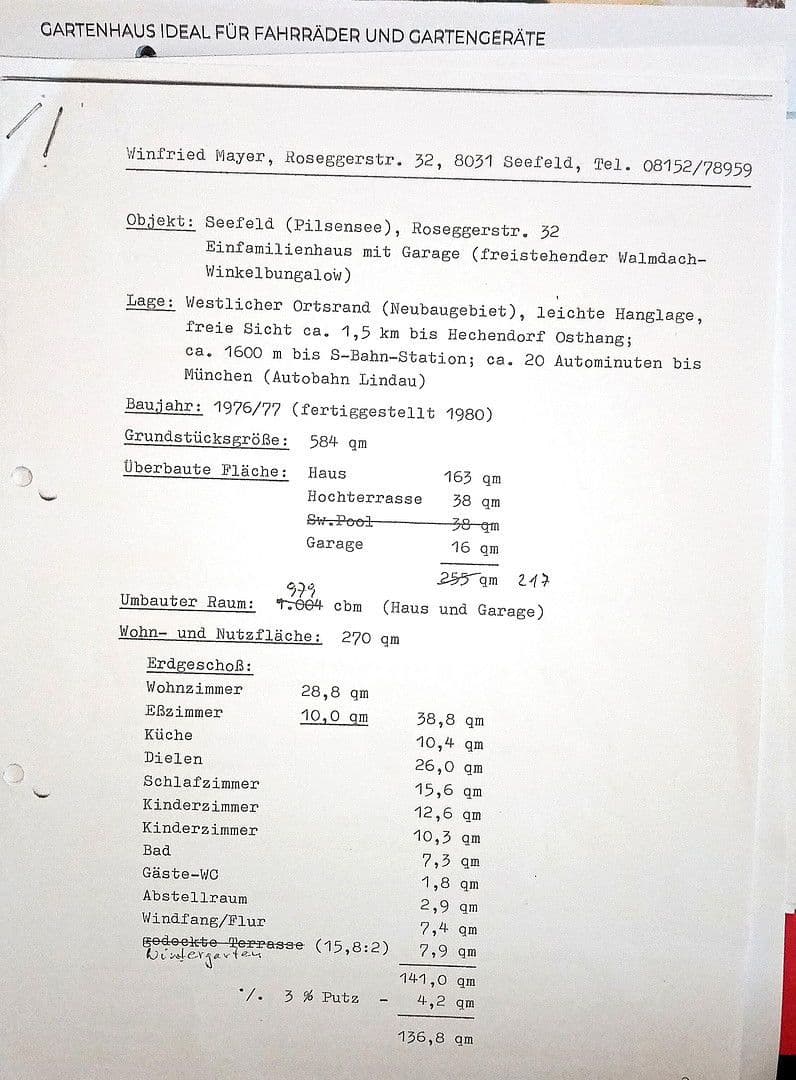 GARTENHAUS IDEAL FÜR FAHRRÄDER UND GARTENGERÄTE
Winfried Mayer, Roseggerstr. 32, 8031 Seefeld, Tel. 08152/78959
Objekt: Seefeld (Pilsensee), Roseggerstr. 32
Einfamilienhaus mit Garage (freistehender Walmdach-
Winkelbungalow)
Lage: Westlicher Ortsrand (Neubaugebiet), leichte Hanglage,
freie Sicht ca. 1,5 km bis Hechendorf Osthang;
ca. 1600 m bis S-Bahn-Station; ca. 20 Autominuten bis
München (Autobahn Lindau)
Baujahr: 1976/77 (fertiggestellt 1980)
Grundstücksgröße: 584 qm
Überbaute Fläche: Haus 163 qm
Hochterrasse 38 qm
Sw.Pool 38 qm
Garage 16 qm
255 qm 217
979
Umbauter Raum: 1.004 cbm (Haus und Garage)
Wohn- und Nutzfläche: 270 qm
Erdgeschoß:
Wohnzimmer 28,8 qm
Eßzimmer 10,0 qm 38,8 qm
Küche 10,4 qm
Dielen 26,0 qm
Schlafzimmer 15,6 qm
Kinderzimmer 12,6 qm
Kinderzimmer 10,3 qm
Bad 7,3 qm
Gäste-WC 1,8 qm
Abstellraum 2,9 qm
Windfang/Flur 7,4 qm
gedeckte Terrasse (15,8:2) 7,9 qm
Wintergarten
141,0 qm
·/. 3 % Putz - 4,2 qm
136,8 qm